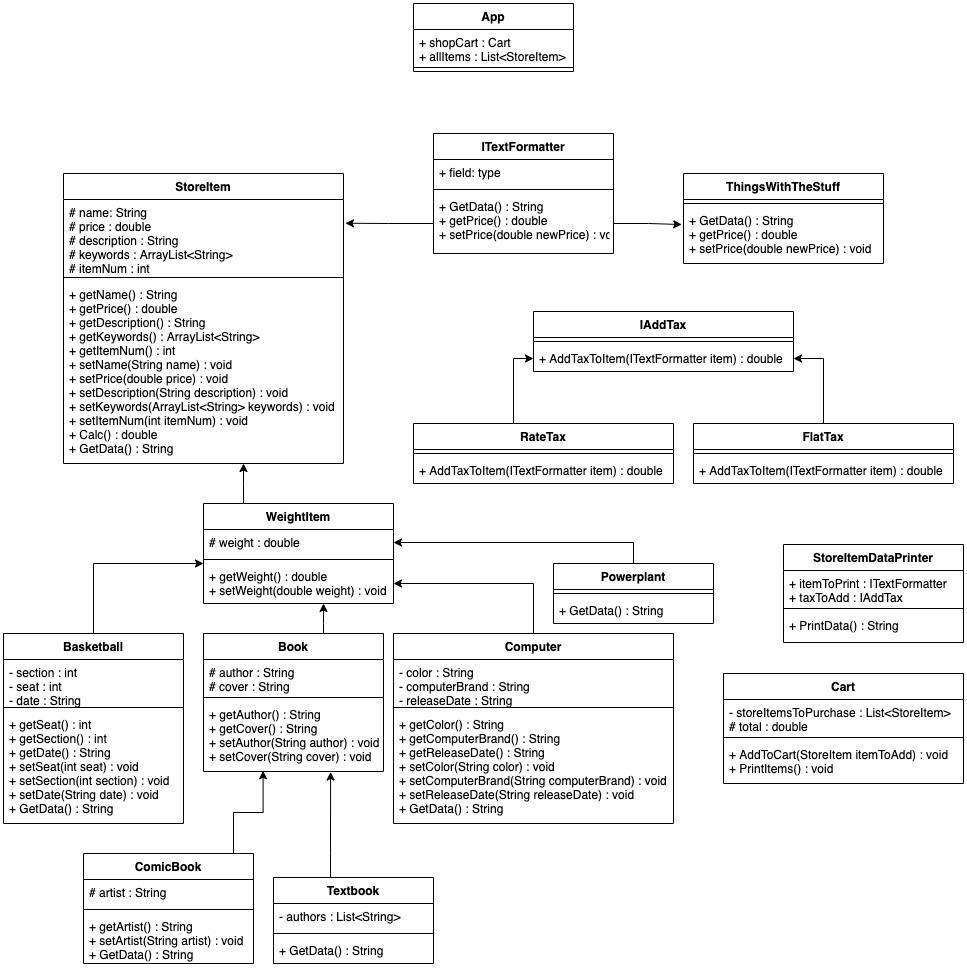 App
+ shopCart : Cart
+ allItems : List<StoreItem>
ITextFormatter
+ field: type
+ GetData() : String
+ getPrice() : double
+ setPrice(double newPrice) : vc
StoreItem
# name: String
# price : double
# description : String
# keywords : ArrayList<String>
# itemNum : int
+ getName() : String
+ getPrice() : double
+ getDescription() : String
+ getKeywords() : ArrayList<String>
+ getItemNum() : int
+ setName(String name) : void
+ setPrice(double price) : void
+ setDescription(String description) : void
+ setKeywords(ArrayList<String> keywords) : void
+ setItemNum(int itemNum) : void
+ Calc() : double
+ GetData() : String
ThingsWithTheStuff
+ GetData() : String
+ getPrice() : double
+ setPrice(double newPrice) : void
IAddTax
+ AddTaxToItem(ITextFormatter item) : double
RateTax
+ AddTaxToItem(ITextFormatter item) : double
FlatTax
+ AddTaxToItem(ITextFormatter item) : double
WeightItem
# weight : double
+ getWeight() : double
+ setWeight(double weight) : void
Powerplant
+ GetData() : String
StoreItemDataPrinter
+ itemToPrint : ITextFormatter
+ taxToAdd : IAddTax
+ PrintData() : String
Basketball
- section : int
- seat : int
- date : String
+ getSeat() : int
+ getSection() : int
+ getDate() : String
+ setSeat(int seat) : void
+ setSection(int section) : void
+ setDate(String date) : void
+ GetData() : String
Book
# author : String
# cover : String
+ getAuthor() : String
+ getCover() : String
+ setAuthor(String author) : void
+ setCover(String cover) : void
Computer
- color : String
- computerBrand : String
- releaseDate : String
+ getColor() : String
+ getComputerBrand() : String
+ getReleaseDate() : String
+ setColor(String color) : void
+ setComputerBrand(String computerBrand) : void
+ setReleaseDate(String releaseDate) : void
+ GetData() : String
Cart
- storeItemsToPurchase : List<StoreItem>
# total : double
+ AddToCart(StoreItem itemToAdd) : void
+ PrintItems() : void
ComicBook
# artist : String
+ getArtist() : String
+ setArtist(String artist) : void
+ GetData() : String
Textbook
- authors : List<String>
+ GetData() : String